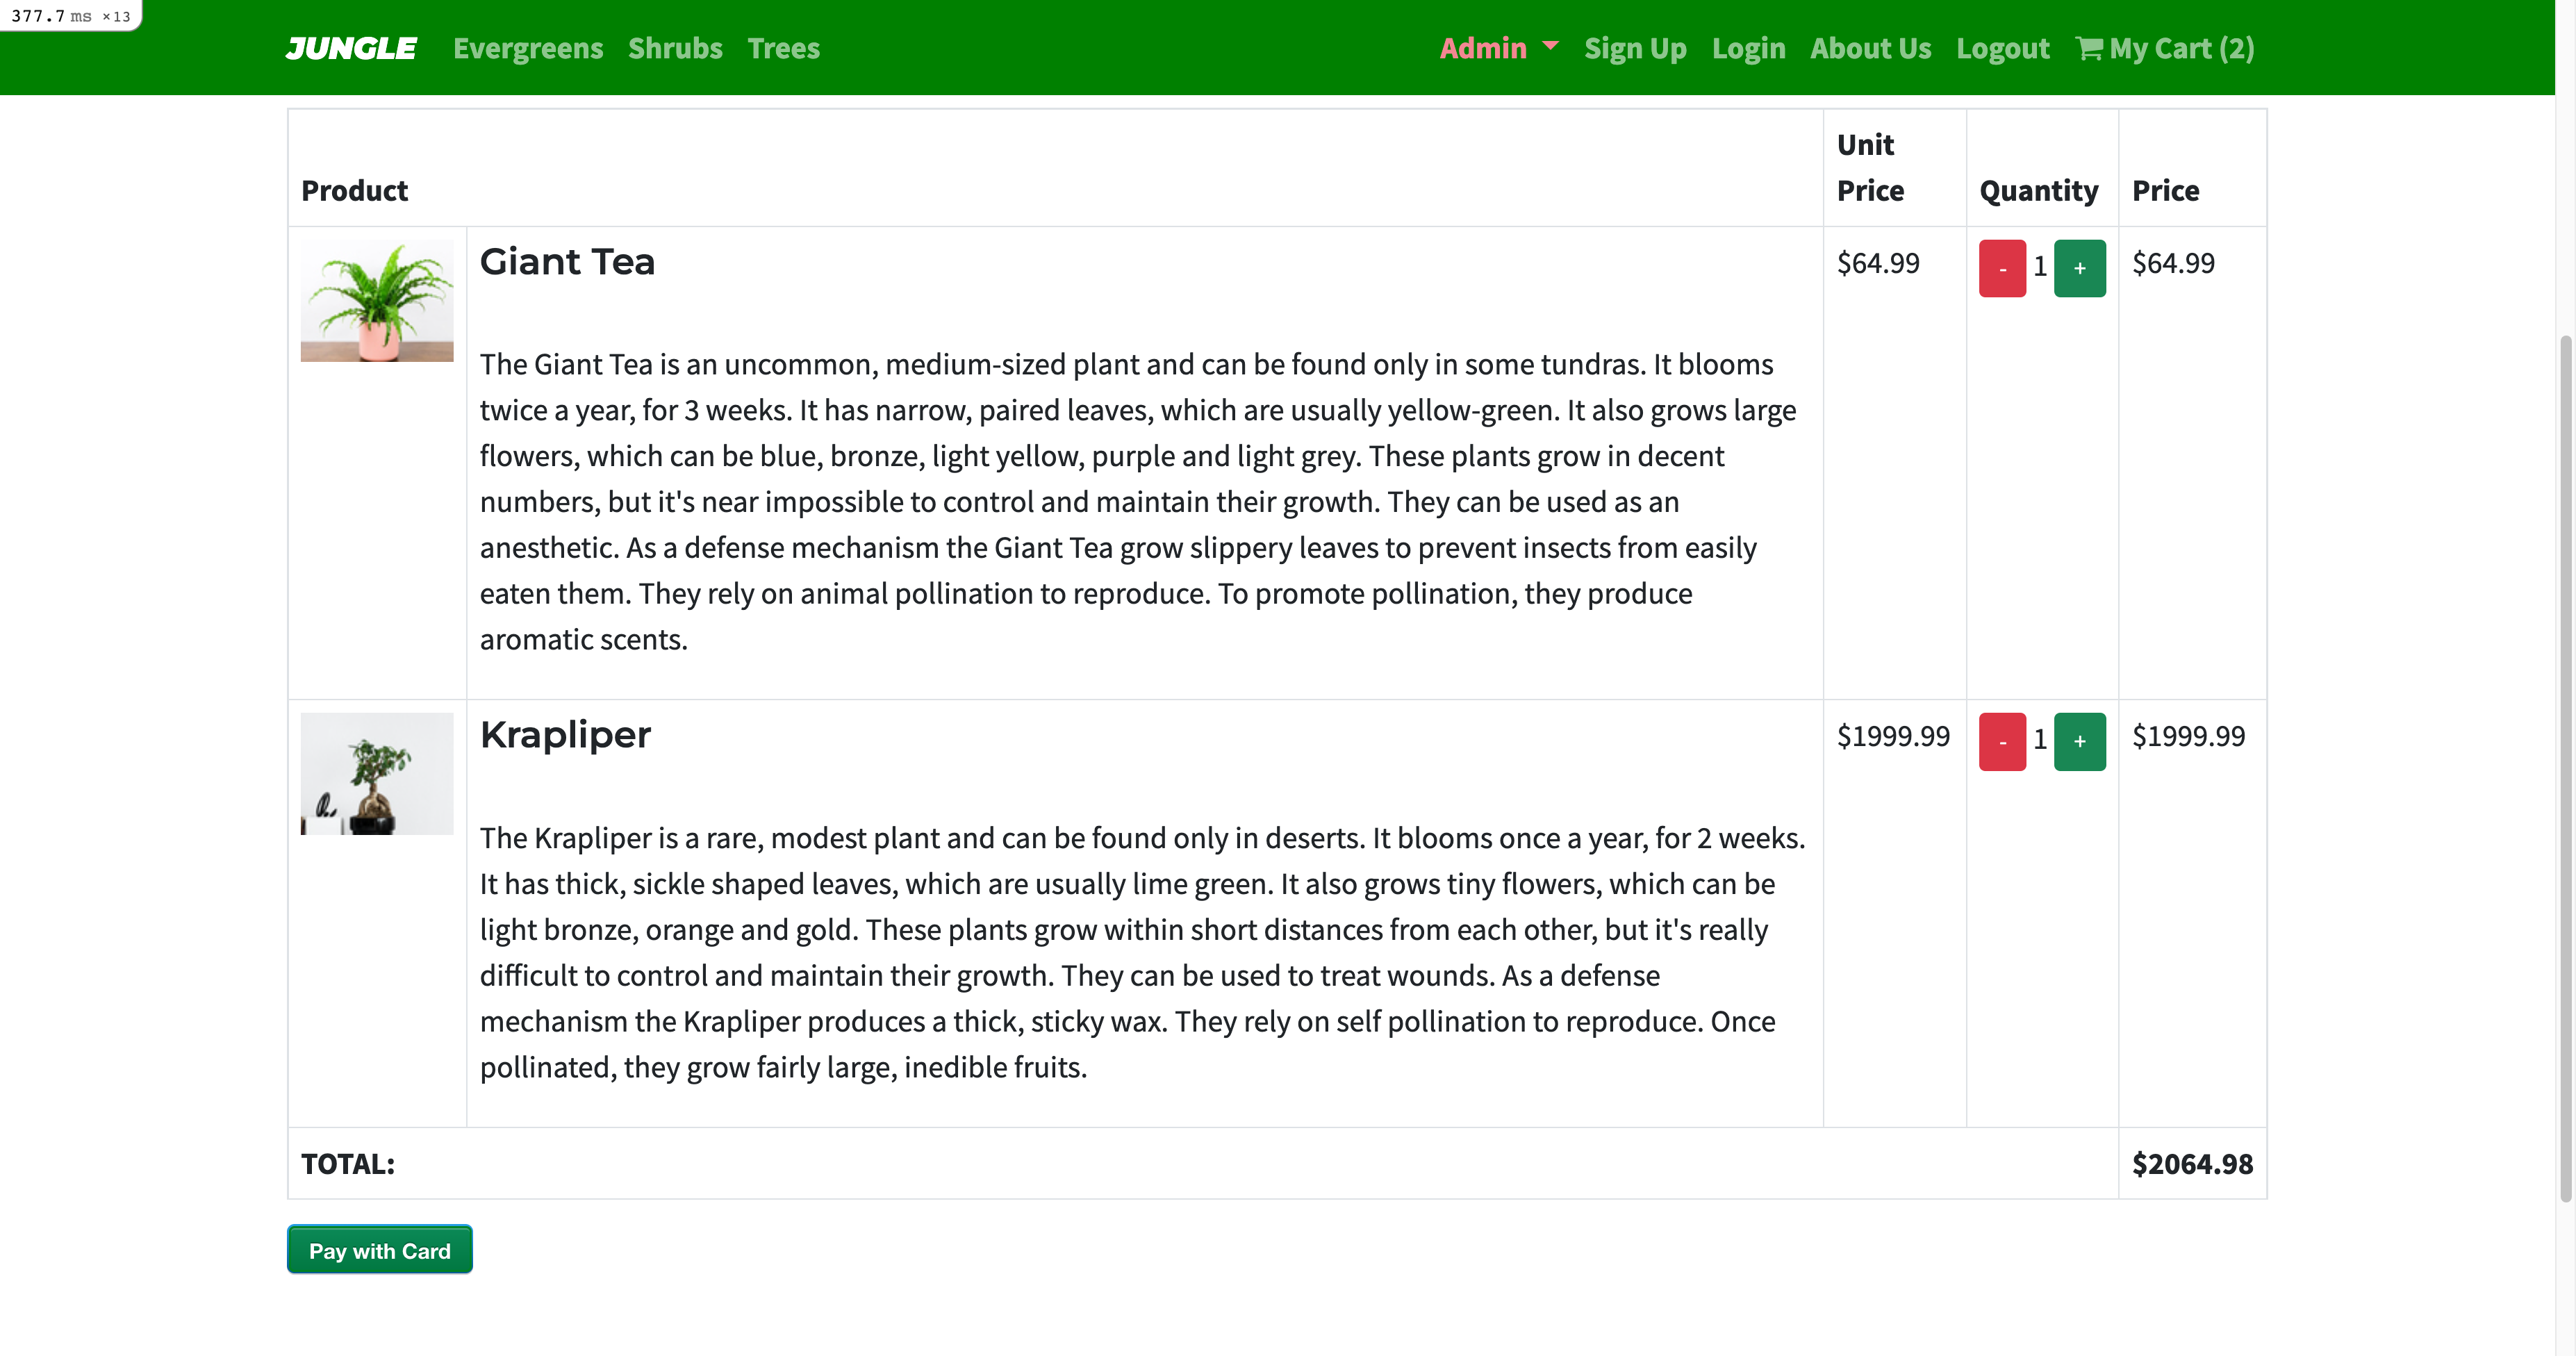 377.7 ms ×13
JUNGLE Evergreens Shrubs Trees Admin Sign Up Login About Us Logout My Cart (2)
Product Unit Price Quantity Price
Giant Tea $64.99 - 1 + $64.99
The Giant Tea is an uncommon, medium-sized plant and can be found only in some tundras. It blooms
twice a year, for 3 weeks. It has narrow, paired leaves, which are usually yellow-green. It also grows large
flowers, which can be blue, bronze, light yellow, purple and light grey. These plants grow in decent
numbers, but it's near impossible to control and maintain their growth. They can be used as an
anesthetic. As a defense mechanism the Giant Tea grow slippery leaves to prevent insects from easily
eaten them. They rely on animal pollination to reproduce. To promote pollination, they produce
aromatic scents.
Krapliper $1999.99 - 1 + $1999.99
The Krapliper is a rare, modest plant and can be found only in deserts. It blooms once a year, for 2 weeks.
It has thick, sickle shaped leaves, which are usually lime green. It also grows tiny flowers, which can be
light bronze, orange and gold. These plants grow within short distances from each other, but it's really
difficult to control and maintain their growth. They can be used to treat wounds. As a defense
mechanism the Krapliper produces a thick, sticky wax. They rely on self pollination to reproduce. Once
pollinated, they grow fairly large, inedible fruits.
TOTAL: $2064.98
Pay with Card